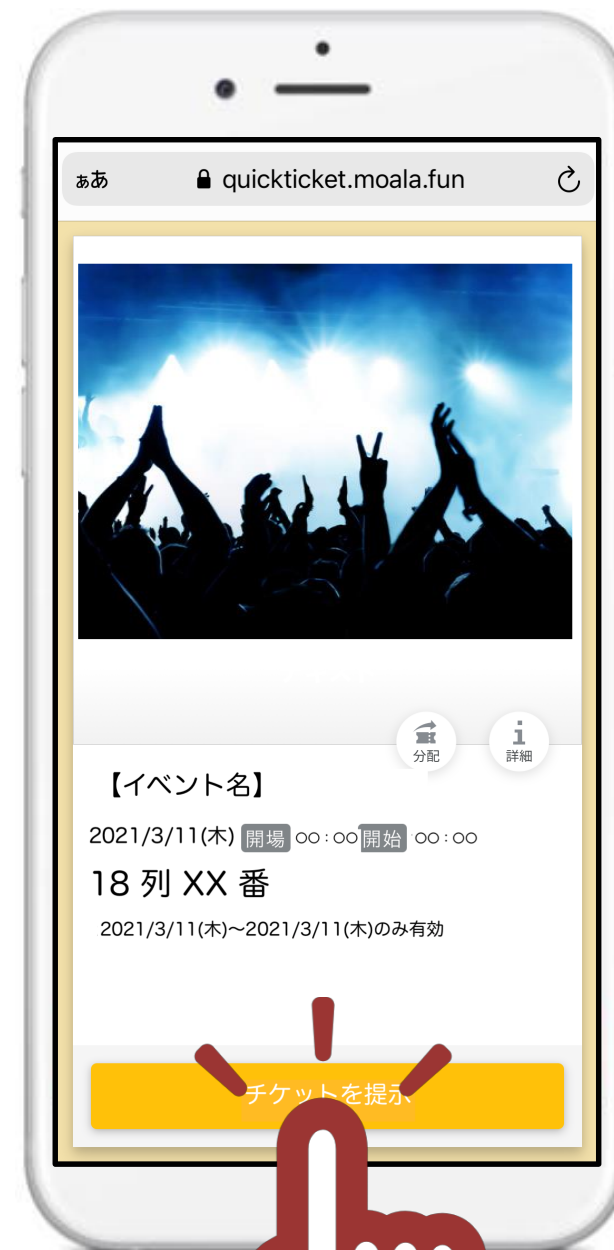 ぁあ quickticket.moala.fun
分配 詳細
【イベント名】
2021/3/11(木) 開場 ○○:○○ 開始 ○○:○○
18 列 XX 番
2021/3/11(木)~2021/3/11(木)のみ有効
チケットを提示